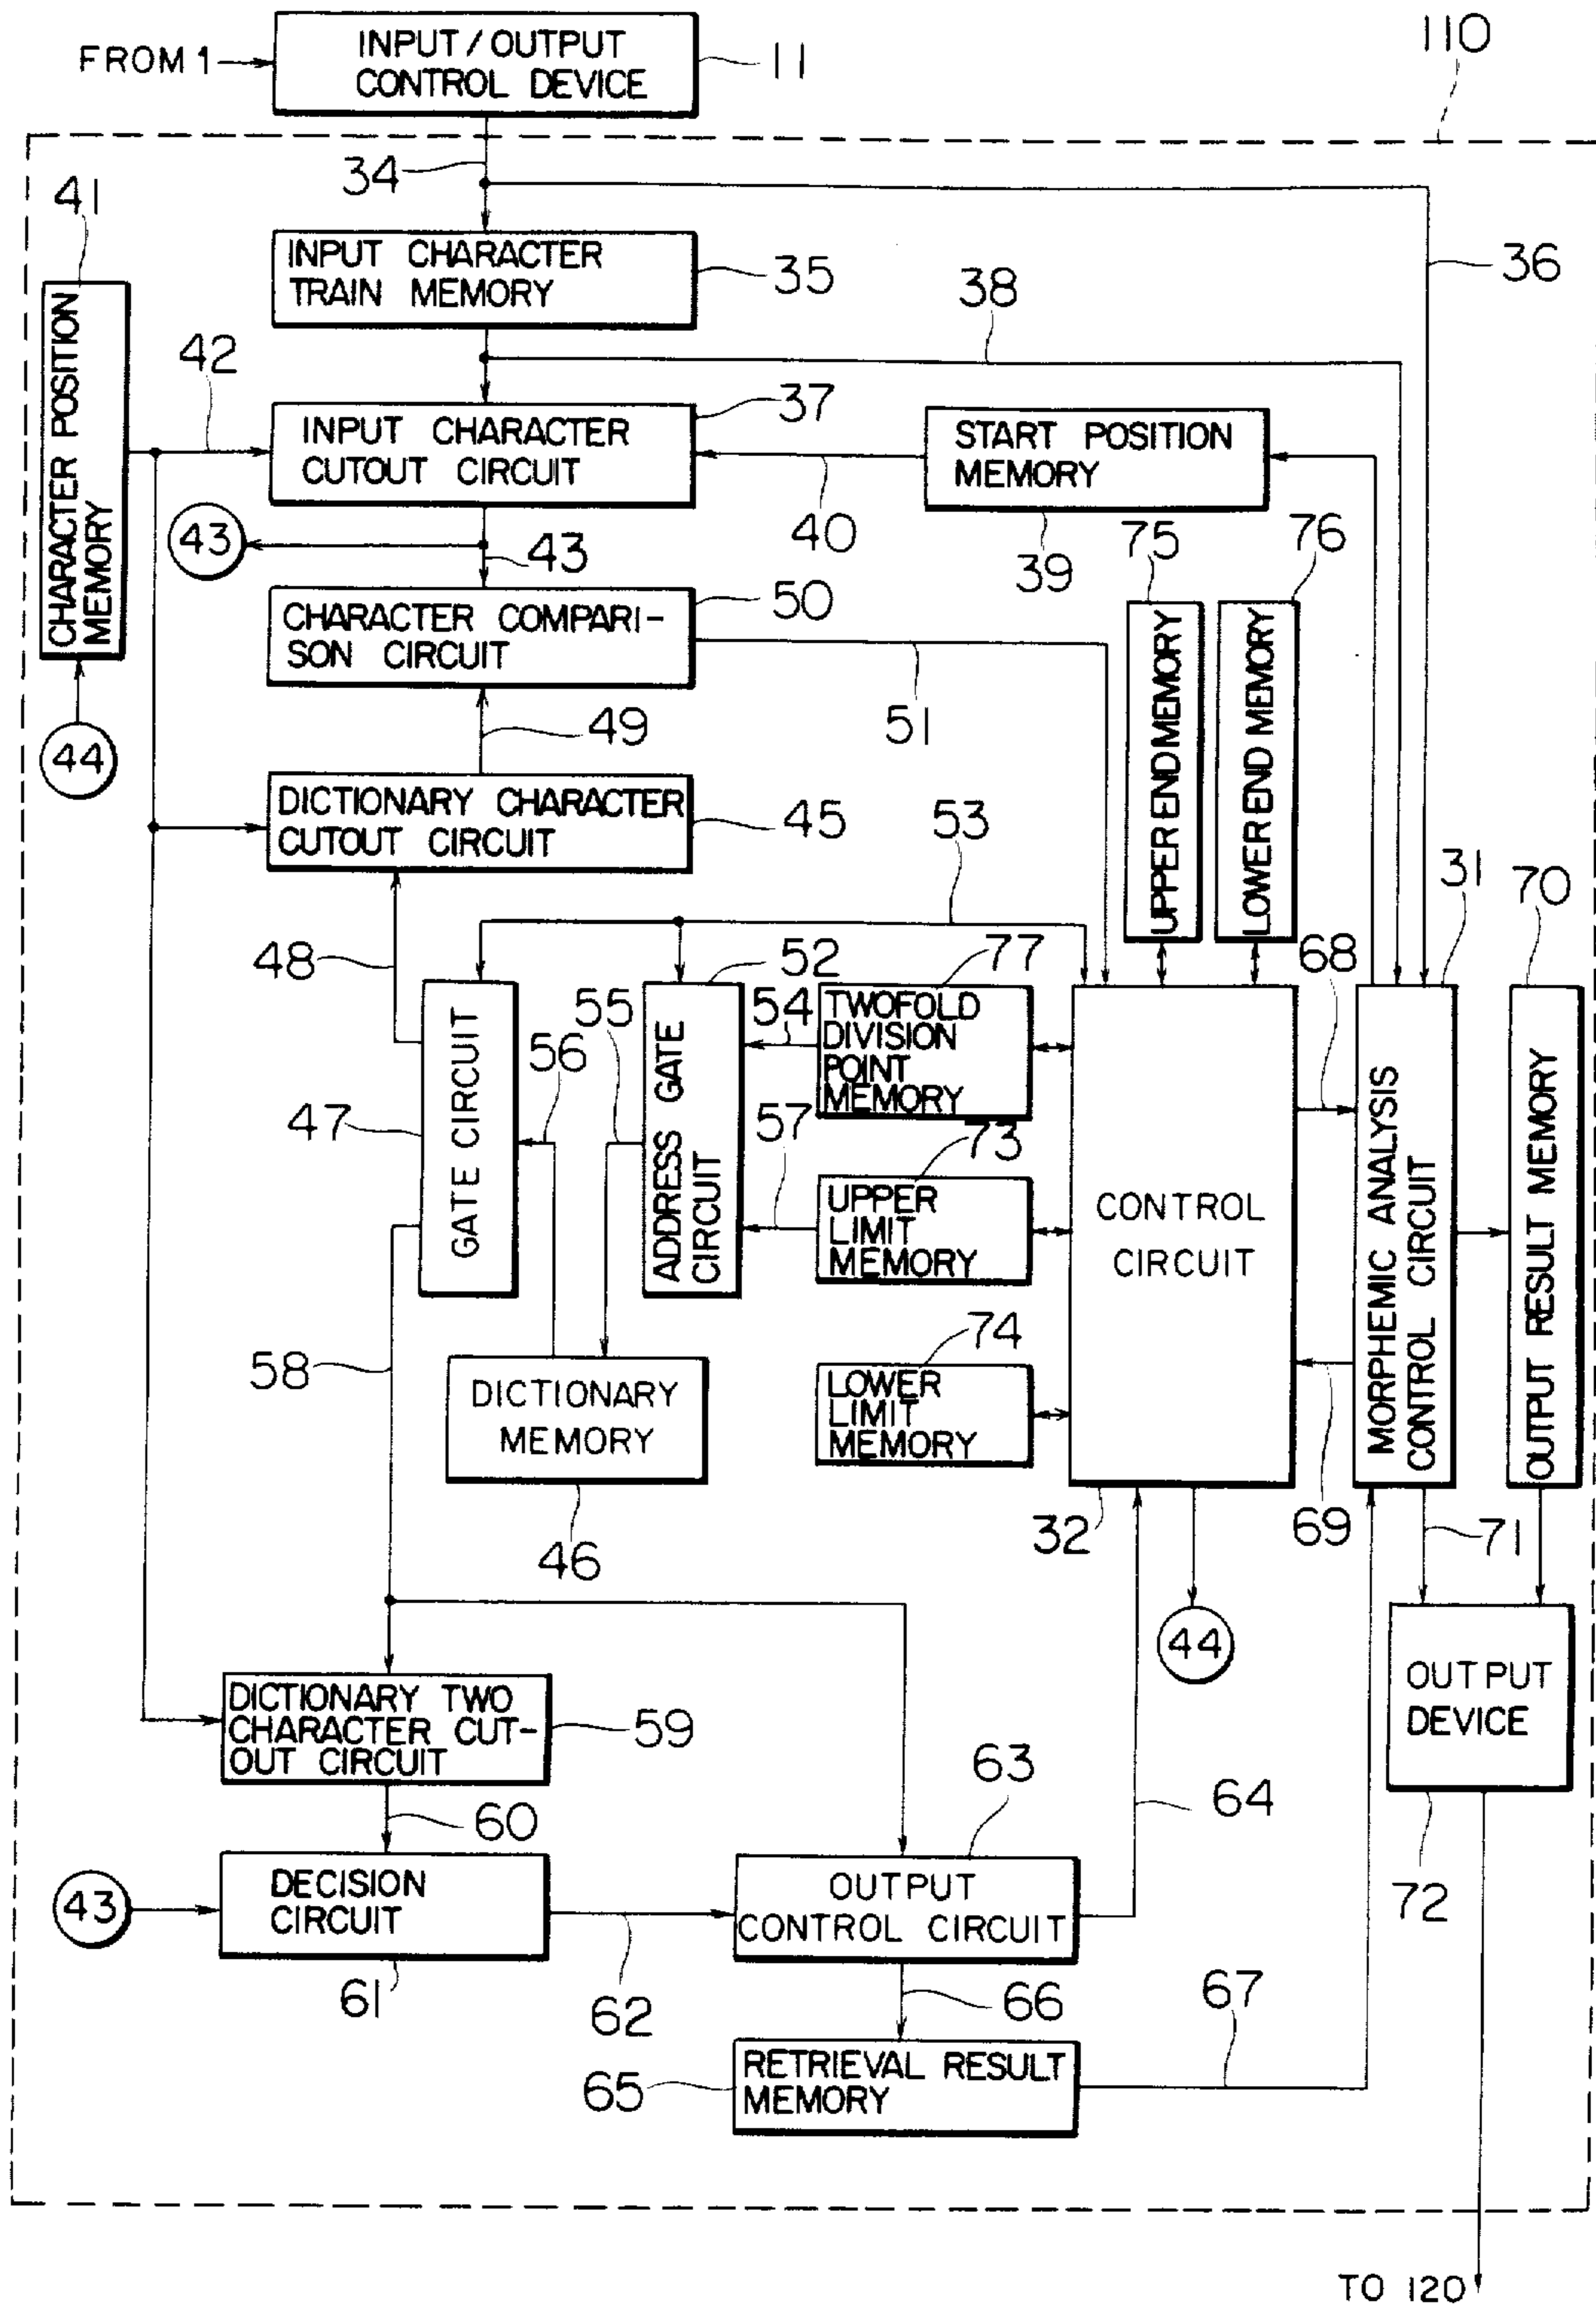 110
INPUT/OUTPUT
CONTROL DEVICE
FROM 1
11
34
41
INPUT CHARACTER
TRAIN MEMORY
35
36
38
CHARACTER POSITION
MEMORY
42
37
INPUT CHARACTER
CUTOUT CIRCUIT
START POSITION
MEMORY
40
39
43
43
75
76
50
CHARACTER COMPARI-
SON CIRCUIT
51
UPPER END MEMORY
LOWER END MEMORY
44
49
DICTIONARY CHARACTER
CUTOUT CIRCUIT
45
53
31
70
48
52
77
68
55
54
TWOFOLD
DIVISION
POINT
MEMORY
56
47
GATE CIRCUIT
ADDRESS GATE
CIRCUIT
57
73
UPPER
LIMIT
MEMORY
CONTROL
CIRCUIT
MORPHEMIC ANALYSIS
CONTROL CIRCUIT
OUTPUT RESULT MEMORY
58
74
DICTIONARY
MEMORY
LOWER
LIMIT
MEMORY
46
32
69
71
44
DICTIONARY TWO
CHARACTER CUT-
OUT CIRCUIT
59
OUTPUT
DEVICE
63
64
60
72
43
DECISION
CIRCUIT
OUTPUT
CONTROL CIRCUIT
61
62
66
67
65
RETRIEVAL RESULT
MEMORY
TO 120